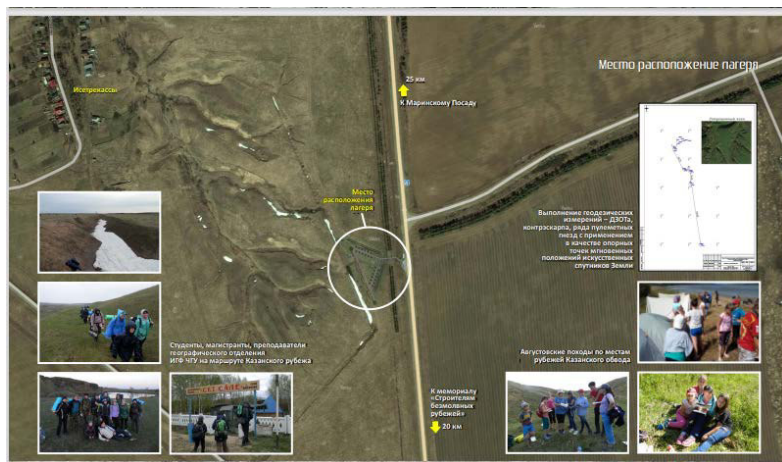 Место расположение лагеря
25 км
К Маринскому Посаду
Исетрекассы
Место
расположения
лагеря
Выполнение геодезических
измерений – ДЗОТа,
контрэскарпа, ряда пулеметных
гнезд с применением
в качестве опорных
точек мгновенных
положений искусственных
спутников Земли
Студенты, магистранты, преподаватели
географического отделения
ИГФ ЧГУ на маршруте Казанского рубежа
Августовские походы по местам
рубежей Казанского обвода
К мемориалу
«Строителям
безмолвных
рубежей»
20 км